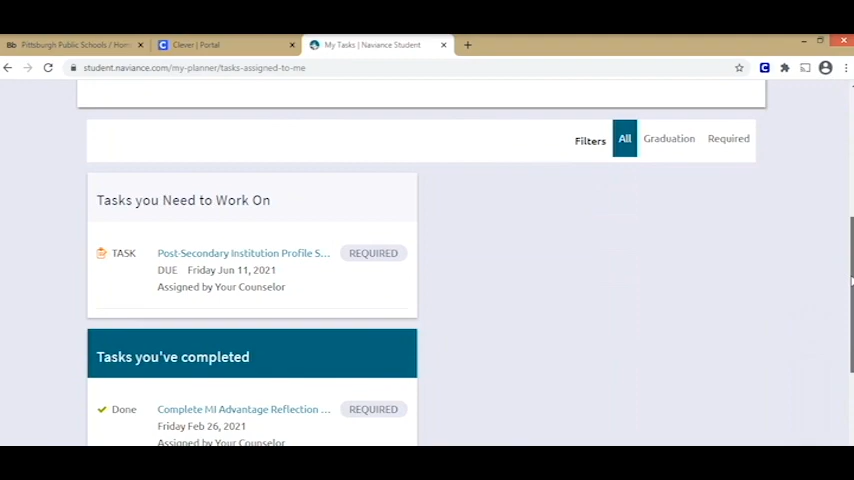 Bb Pittsburgh Public Schools / Hom
Clever | Portal
My Tasks | Naviance Student
student.naviance.com/my-planner/tasks-assigned-to-me
Filters All Graduation Required
Tasks you Need to Work On
TASK Post-Secondary Institution Profile S... REQUIRED
DUE Friday Jun 11, 2021
Assigned by Your Counselor
Tasks you've completed
Done Complete MI Advantage Reflection ... REQUIRED
Friday Feb 26, 2021
Assigned by Your Counselor